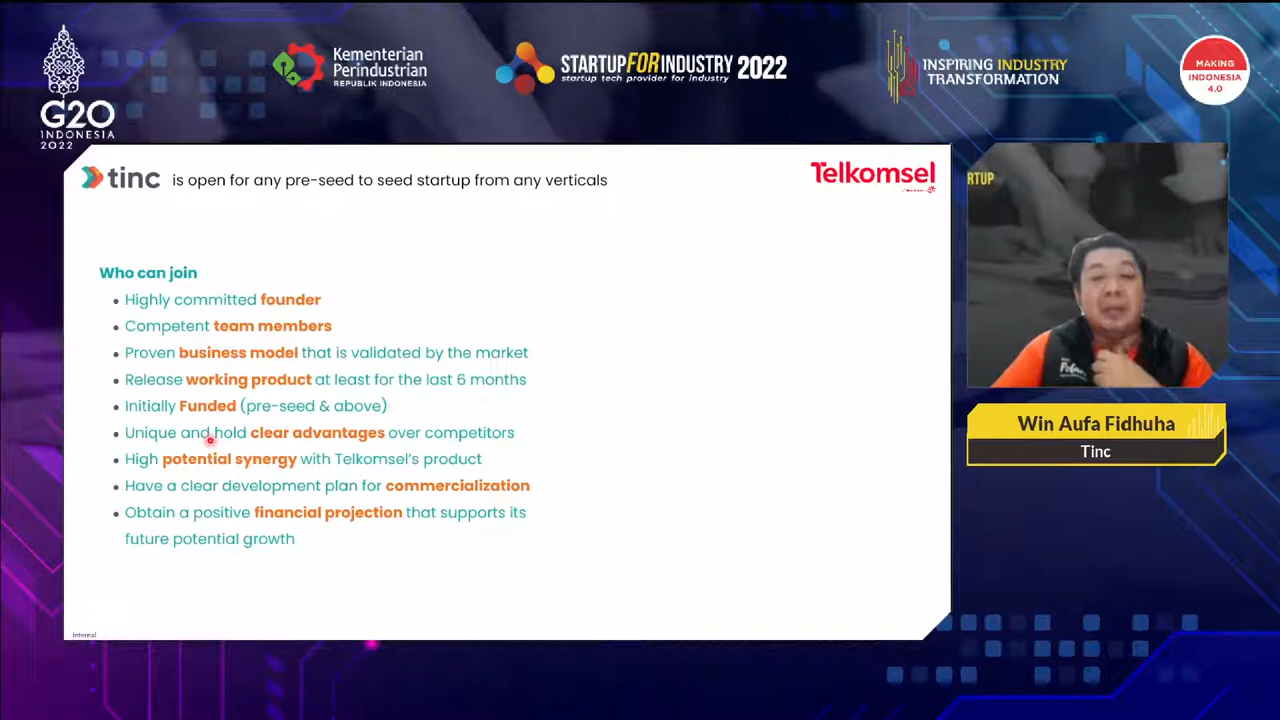 G20
INDONESIA
2022
Kementerian
Perindustrian
REPUBLIK INDONESIA
STARTUPFORINDUSTRY 2022
startup tech provider for industry
INSPIRING INDUSTRY
TRANSFORMATION
MAKING
INDONESIA
4.0
tinc is open for any pre-seed to seed startup from any verticals
Telkomsel
Who can join
• Highly committed founder
• Competent team members
• Proven business model that is validated by the market
• Release working product at least for the last 6 months
• Initially Funded (pre-seed & above)
• Unique and hold clear advantages over competitors
• High potential synergy with Telkomsel's product
• Have a clear development plan for commercialization
• Obtain a positive financial projection that supports its
future potential growth
Internal
RTUP
Win Aufa Fidhuha
Tinc